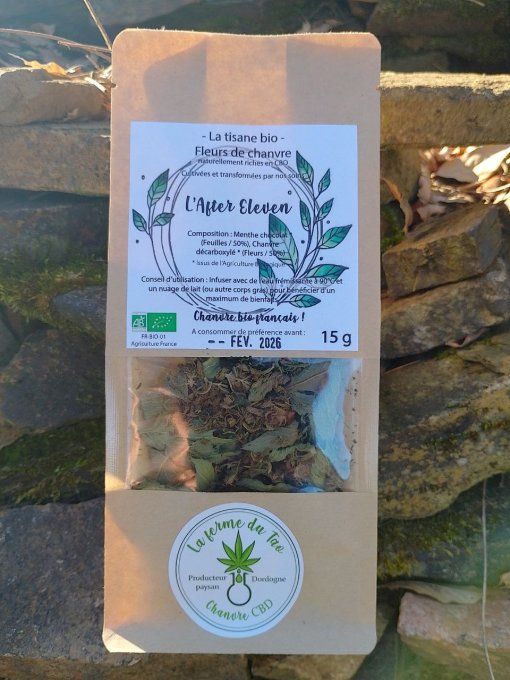 - La tisane bio -
Fleurs de chanvre
naturellement riches en CBD
Cultivées et transformées par nos soins
L'After Eleven
Composition : Menthe chocolat *
(Feuilles / 50%), Chanvre
décarboxylé * (Fleurs / 50%)
* Issus de l'Agriculture Biologique
Conseil d'utilisation : Infuser avec de l'eau frémissante à 90°C et
un nuage de lait (ou autre corps gras) pour bénéficier d'un
maximum de bienfaits
Chanvre bio français !
A consommer de préférence avant :
-- FEV. 2026
15 g
AB
FR-BIO-01
Agriculture France
La ferme du Tao
Producteur paysan
Dordogne
Chanvre CBD